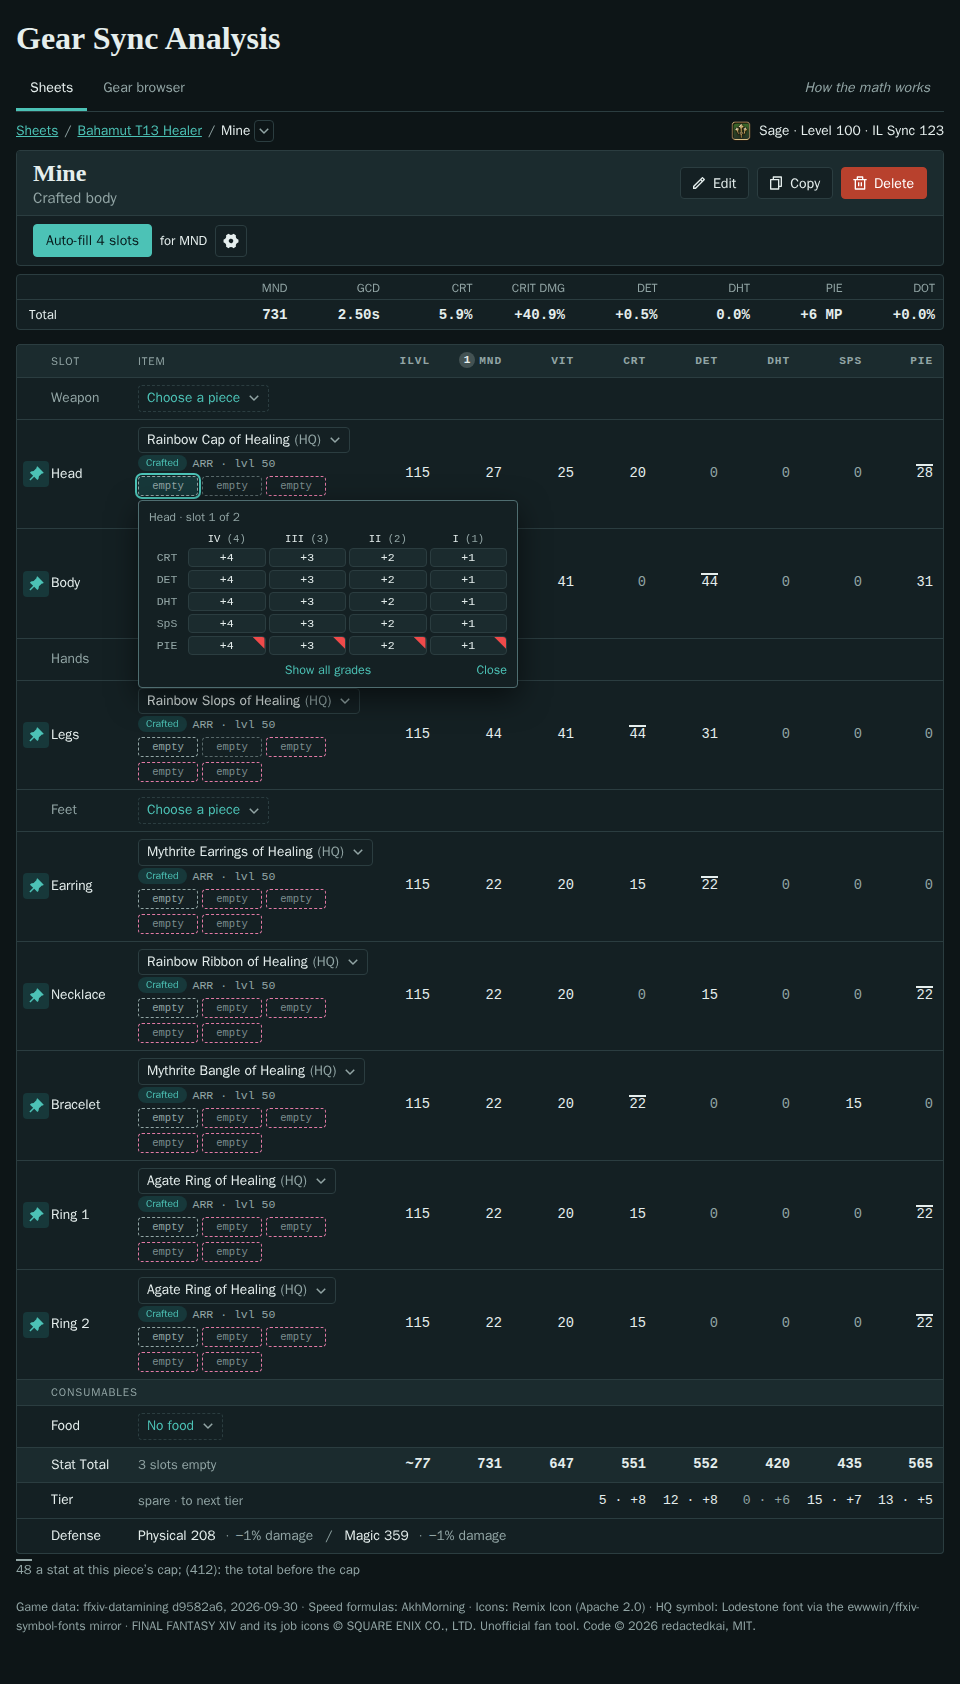 Gear Sync Analysis
Sheets Gear browser How the math works
Sheets / Bahamut T13 Healer / Mine Sage · Level 100 · IL Sync 123
Mine
Crafted body
Edit Copy Delete
Auto-fill 4 slots for MND
MND GCD CRT CRIT DMG DET DHT PIE DOT
Total 731 2.50s 5.9% +40.9% +0.5% 0.0% +6 MP +0.0%
SLOT ITEM ILVL 1 MND VIT CRT DET DHT SPS PIE
Weapon Choose a piece
Rainbow Cap of Healing (HQ)
Crafted ARR · lvl 50
Head 115 27 25 20 0 0 0 28
empty empty empty
Head · slot 1 of 2
IV (4) III (3) II (2) I (1)
CRT +4 +3 +2 +1
DET +4 +3 +2 +1
DHT +4 +3 +2 +1
SpS +4 +3 +2 +1
PIE +4 +3 +2 +1
Show all grades Close
Body 41 0 44 0 0 31
Hands
Rainbow Slops of Healing (HQ)
Crafted ARR · lvl 50
Legs 115 44 41 44 31 0 0 0
empty empty empty
empty empty
Feet Choose a piece
Mythrite Earrings of Healing (HQ)
Crafted ARR · lvl 50
Earring 115 22 20 15 22 0 0 0
empty empty empty
empty empty
Rainbow Ribbon of Healing (HQ)
Crafted ARR · lvl 50
Necklace 115 22 20 0 15 0 0 22
empty empty empty
empty empty
Mythrite Bangle of Healing (HQ)
Crafted ARR · lvl 50
Bracelet 115 22 20 22 0 0 15 0
empty empty empty
empty empty
Agate Ring of Healing (HQ)
Crafted ARR · lvl 50
Ring 1 115 22 20 15 0 0 0 22
empty empty empty
empty empty
Agate Ring of Healing (HQ)
Crafted ARR · lvl 50
Ring 2 115 22 20 15 0 0 0 22
empty empty empty
empty empty
CONSUMABLES
Food No food
Stat Total 3 slots empty ~77 731 647 551 552 420 435 565
Tier spare · to next tier 5 · +8 12 · +8 0 · +6 15 · +7 13 · +5
Defense Physical 208 · −1% damage / Magic 359 · −1% damage
48 a stat at this piece's cap; (412): the total before the cap
Game data: ffxiv-datamining d9582a6, 2026-09-30 · Speed formulas: AkhMorning · Icons: Remix Icon (Apache 2.0) · HQ symbol: Lodestone font via the ewwwin/ffxiv-
symbol-fonts mirror · FINAL FANTASY XIV and its job icons © SQUARE ENIX CO., LTD. Unofficial fan tool. Code © 2026 redactedkai, MIT.